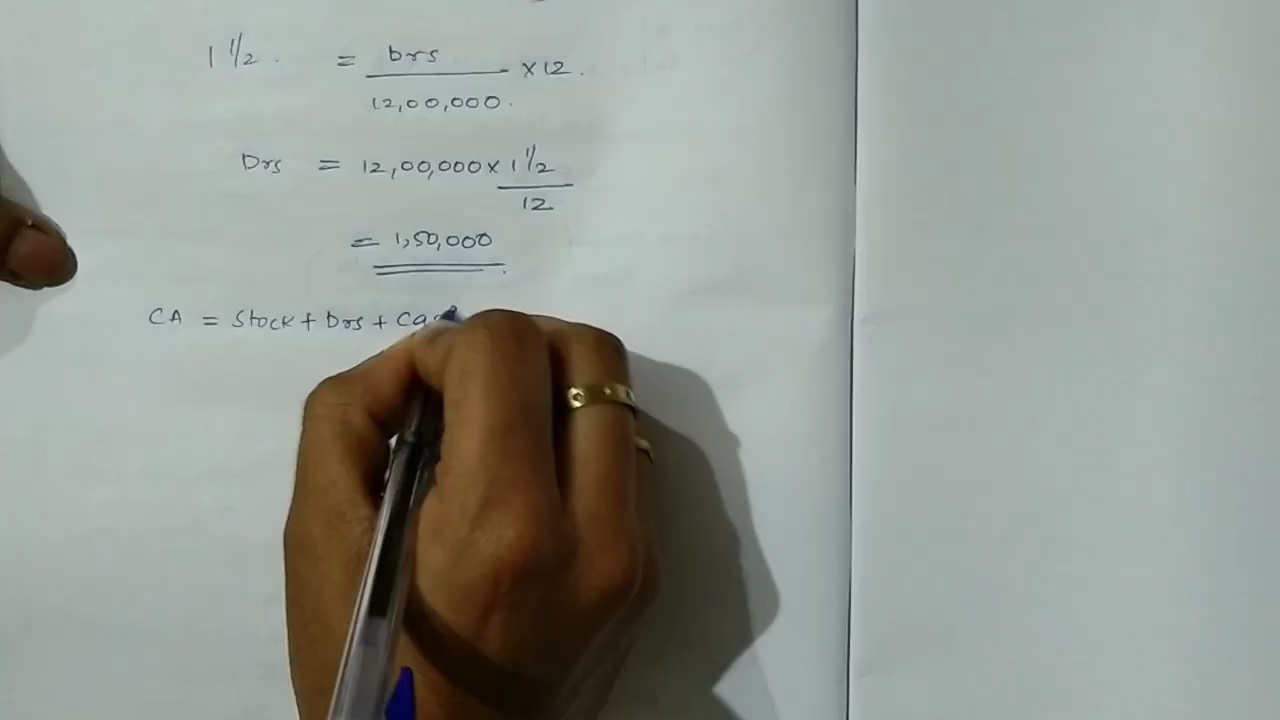 1 1/2 = Drs × 12.
12,00,000.
Drs = 12,00,000 × 1 1/2
12
= 1,50,000
CA = Stock + Drs +